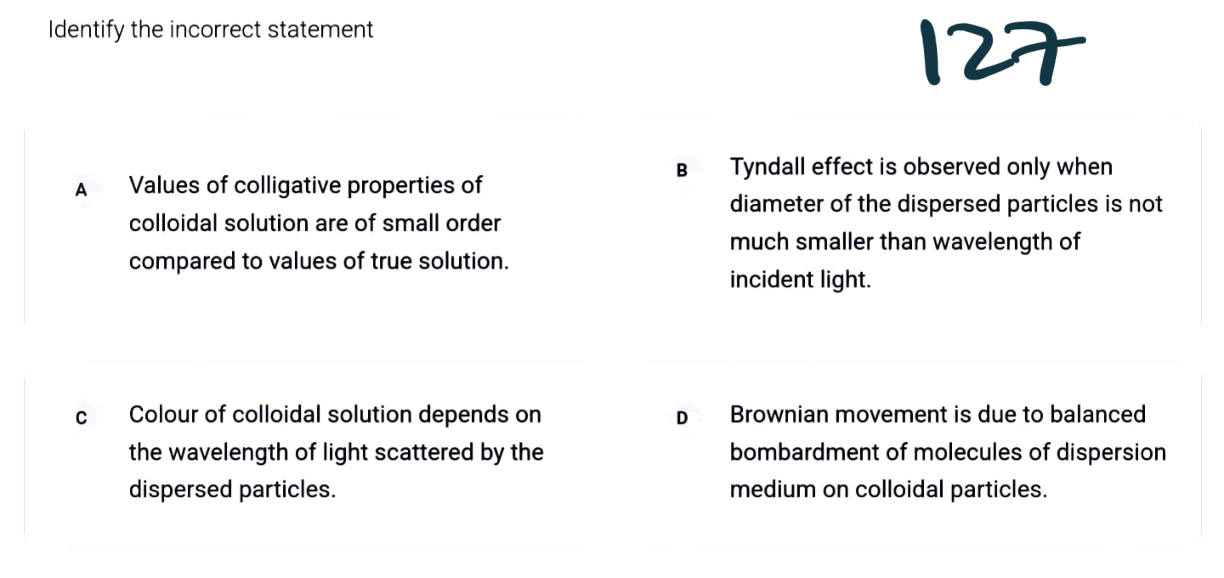 Identify the incorrect statement
127
A
Values of colligative properties of
colloidal solution are of small order
compared to values of true solution.
B
Tyndall effect is observed only when
diameter of the dispersed particles is not
much smaller than wavelength of
incident light.
C
Colour of colloidal solution depends on
the wavelength of light scattered by the
dispersed particles.
D
Brownian movement is due to balanced
bombardment of molecules of dispersion
medium on colloidal particles.